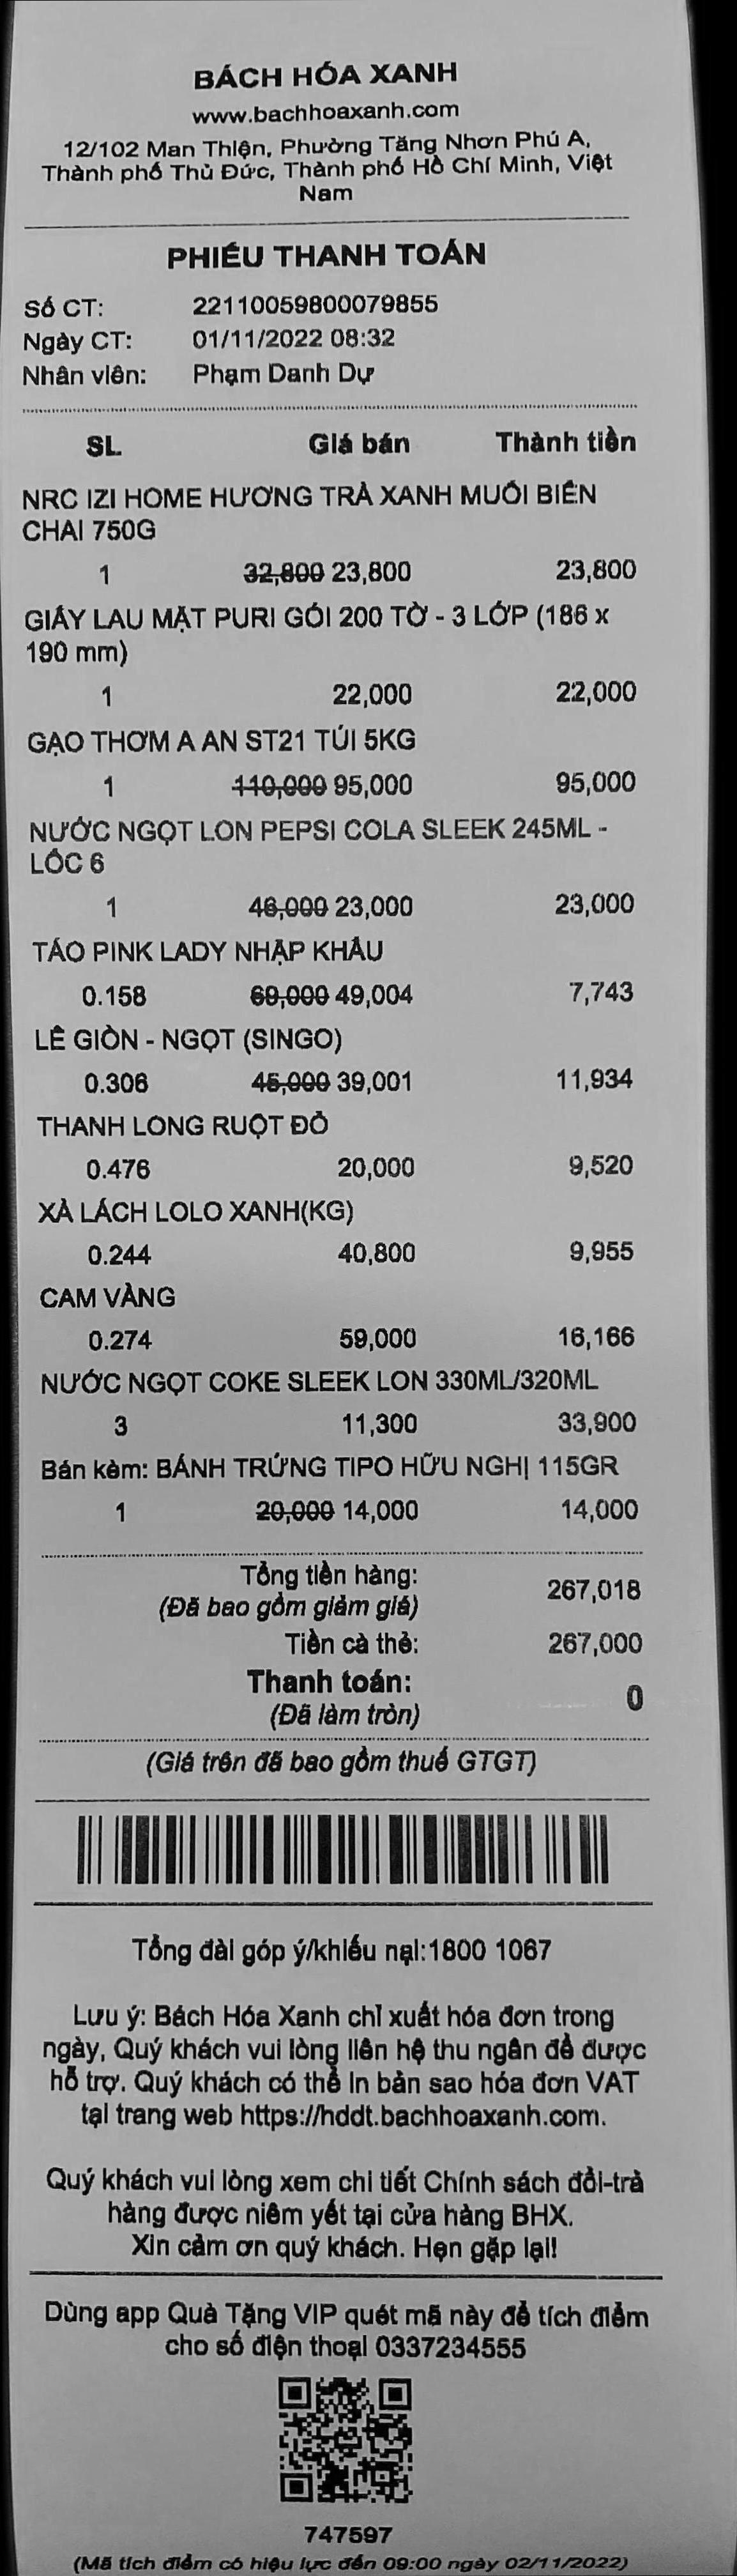 BÁCH HÓA XANH
www.bachhoaxanh.com
12/102 Man Thiện, Phường Tăng Nhơn Phú A,
Thành phố Thủ Đức, Thành phố Hồ Chí Minh, Việt
Nam
PHIẾU THANH TOÁN
Số CT: 22110059800079855
Ngày CT: 01/11/2022 08:32
Nhân viên: Phạm Danh Dự
SL Giá bán Thành tiền
NRC IZI HOME HƯƠNG TRÀ XANH MUỐI BIỂN
CHAI 750G
1 32,800 23,800 23,800
GIẤY LAU MẶT PURI GÓI 200 TỜ - 3 LỚP (186 x
190 mm)
1 22,000 22,000
GẠO THƠM A AN ST21 TÚI 5KG
1 110,000 95,000 95,000
NƯỚC NGỌT LON PEPSI COLA SLEEK 245ML -
LỐC 6
1 46,000 23,000 23,000
TÁO PINK LADY NHẬP KHẨU
0.158 69,000 49,004 7,743
LÊ GIÒN - NGỌT (SINGO)
0.306 45,000 39,001 11,934
THANH LONG RUỘT ĐỎ
0.476 20,000 9,520
XÀ LÁCH LOLO XANH(KG)
0.244 40,800 9,955
CAM VÀNG
0.274 59,000 16,166
NƯỚC NGỌT COKE SLEEK LON 330ML/320ML
3 11,300 33,900
Bán kèm: BÁNH TRỨNG TIPO HỮU NGHỊ 115GR
1 20,000 14,000 14,000
Tổng tiền hàng: 267,018
(Đã bao gồm giảm giá)
Tiền cà thẻ: 267,000
Thanh toán: 0
(Đã làm tròn)
(Giá trên đã bao gồm thuế GTGT)
Tổng đài góp ý/khiếu nại:1800 1067
Lưu ý: Bách Hóa Xanh chỉ xuất hóa đơn trong
ngày, Quý khách vui lòng liên hệ thu ngân để được
hỗ trợ. Quý khách có thể in bản sao hóa đơn VAT
tại trang web https://hddt.bachhoaxanh.com.
Quý khách vui lòng xem chi tiết Chính sách đổi-trả
hàng được niêm yết tại cửa hàng BHX.
Xin cảm ơn quý khách. Hẹn gặp lại!
Dùng app Quà Tặng VIP quét mã này để tích điểm
cho số điện thoại 0337234555
747597
(Mã tích điểm có hiệu lực đến 09:00 ngày 02/11/2022)